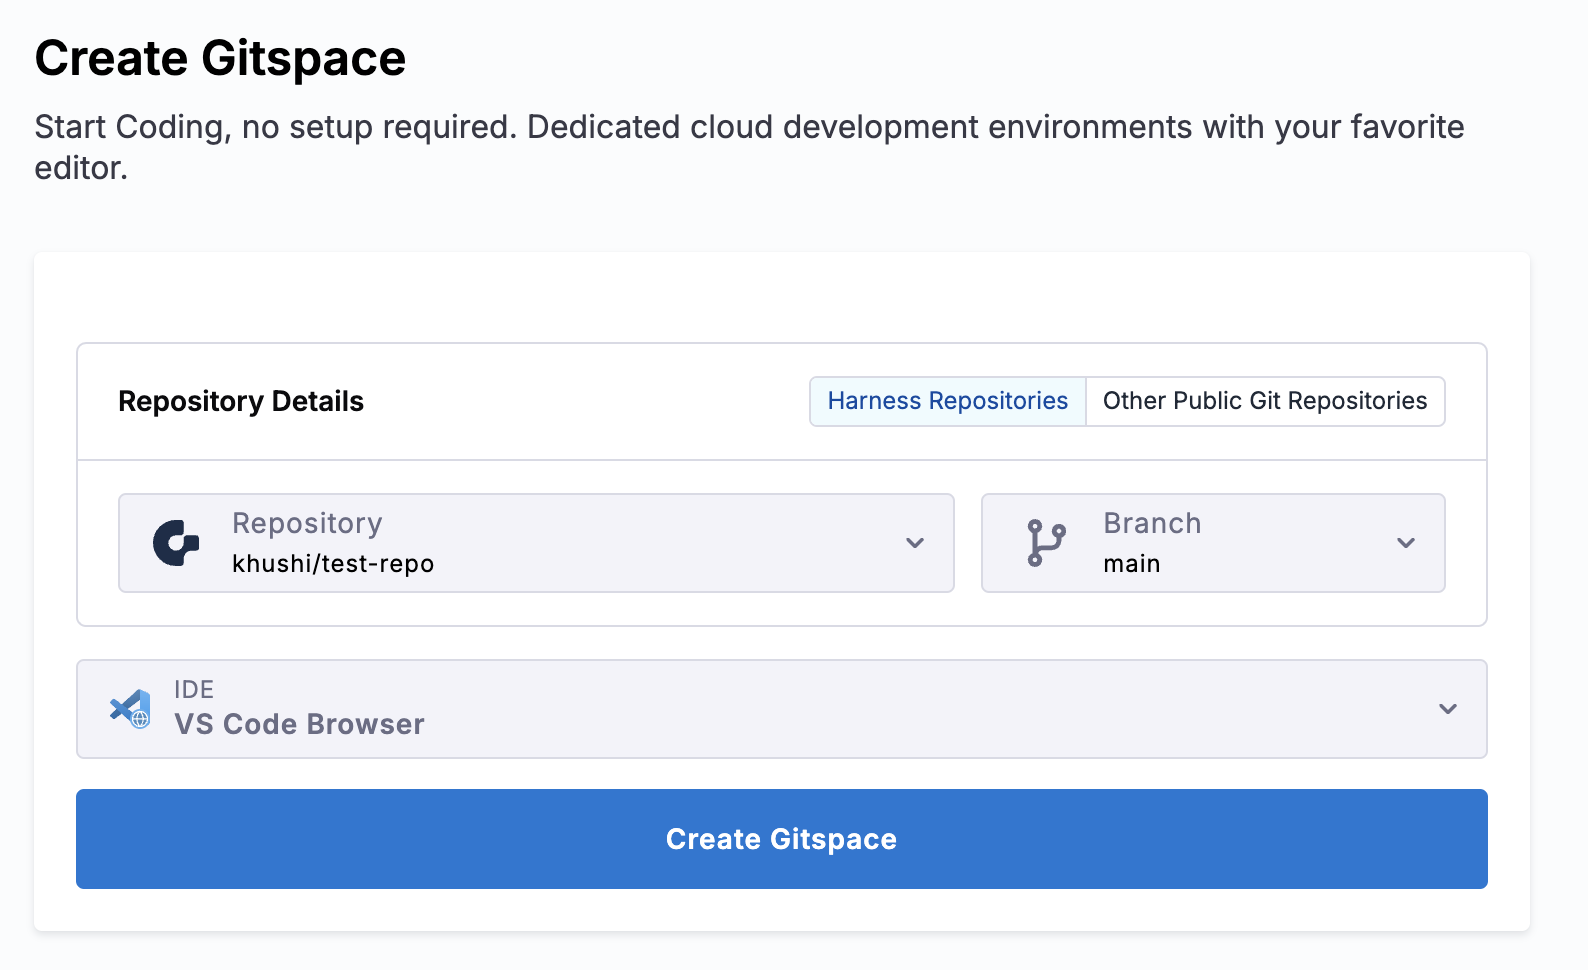 Create Gitspace
Start Coding, no setup required. Dedicated cloud development environments with your favorite
editor.
Repository Details
Harness Repositories
Other Public Git Repositories
Repository
khushi/test-repo
Branch
main
IDE
VS Code Browser
Create Gitspace